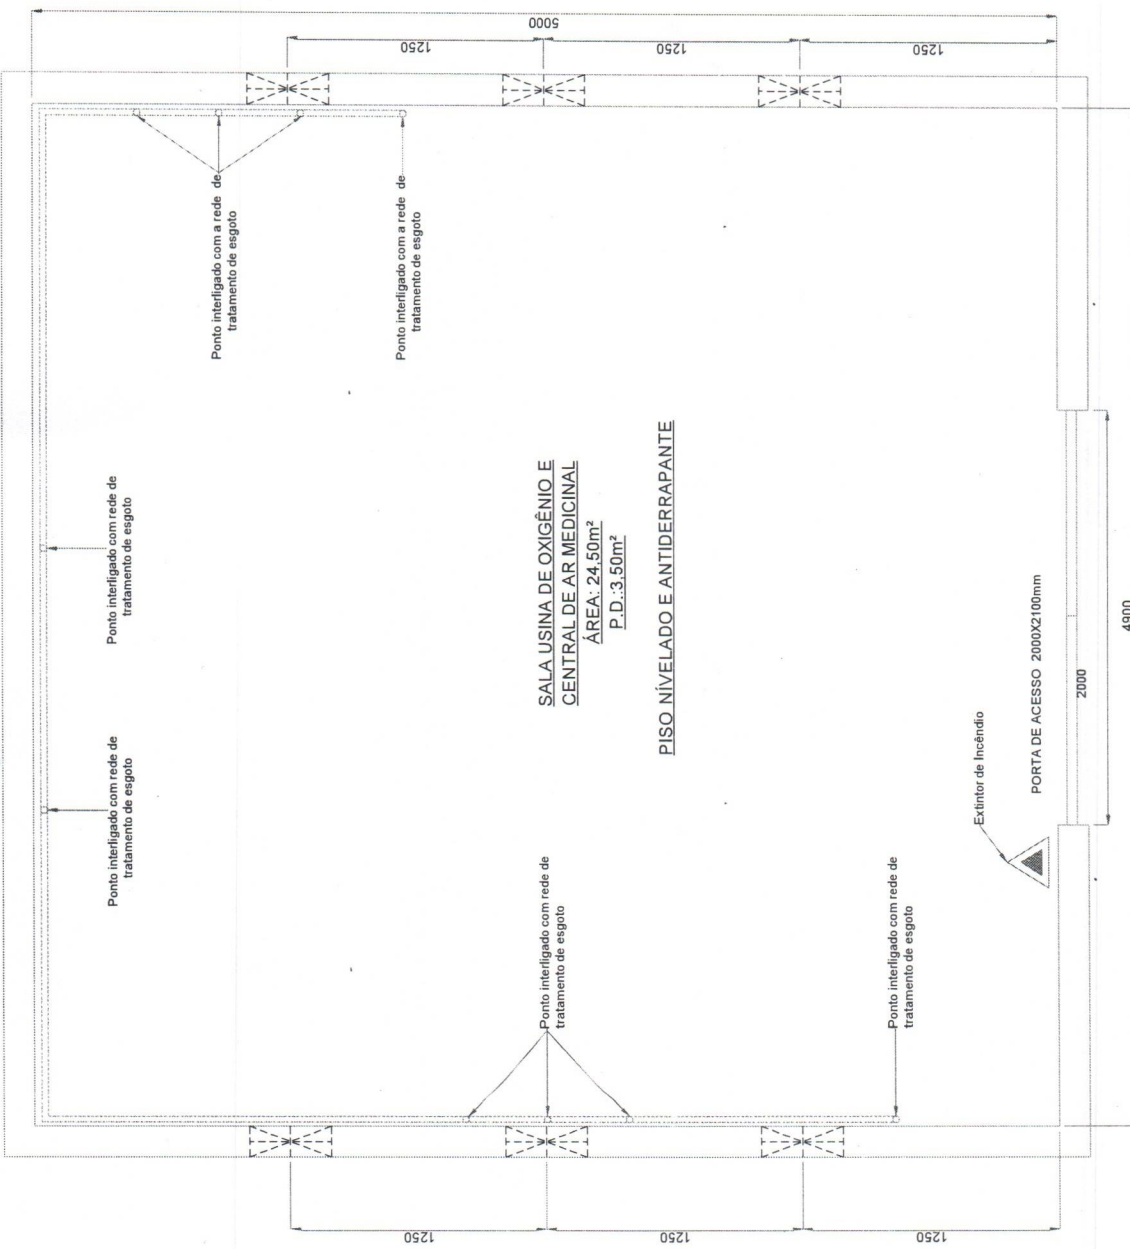 5000
1250
1250
1250
Ponto interligado com a rede de
tratamento de esgoto
Ponto interligado com a rede de
tratamento de esgoto
Ponto interligado com rede de
tratamento de esgoto
Ponto interligado com rede de
tratamento de esgoto
SALA USINA DE OXIGÊNIO E
CENTRAL DE AR MEDICINAL
ÁREA: 24,50m²
P.D.:3,50m²
PISO NÍVELADO E ANTIDERRAPANTE
Ponto interligado com rede de
tratamento de esgoto
Ponto interligado com rede de
tratamento de esgoto
Extintor de Incêndio
PORTA DE ACESSO 2000X2100mm
2000
4900
1250
1250
1250